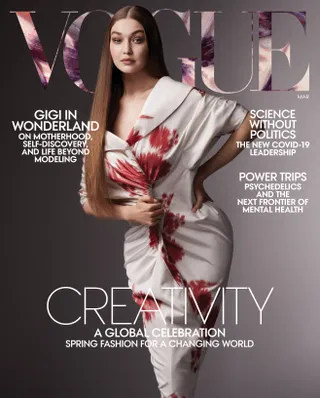 VOGUE
MAR
GIGI IN
WONDERLAND
ON MOTHERHOOD,
SELF-DISCOVERY,
AND LIFE BEYOND
MODELING
SCIENCE
WITHOUT
POLITICS
THE NEW COVID-19
LEADERSHIP
POWER TRIPS
PSYCHEDELICS
AND THE
NEXT FRONTIER OF
MENTAL HEALTH
CREATIVITY
A GLOBAL CELEBRATION
SPRING FASHION FOR A CHANGING WORLD